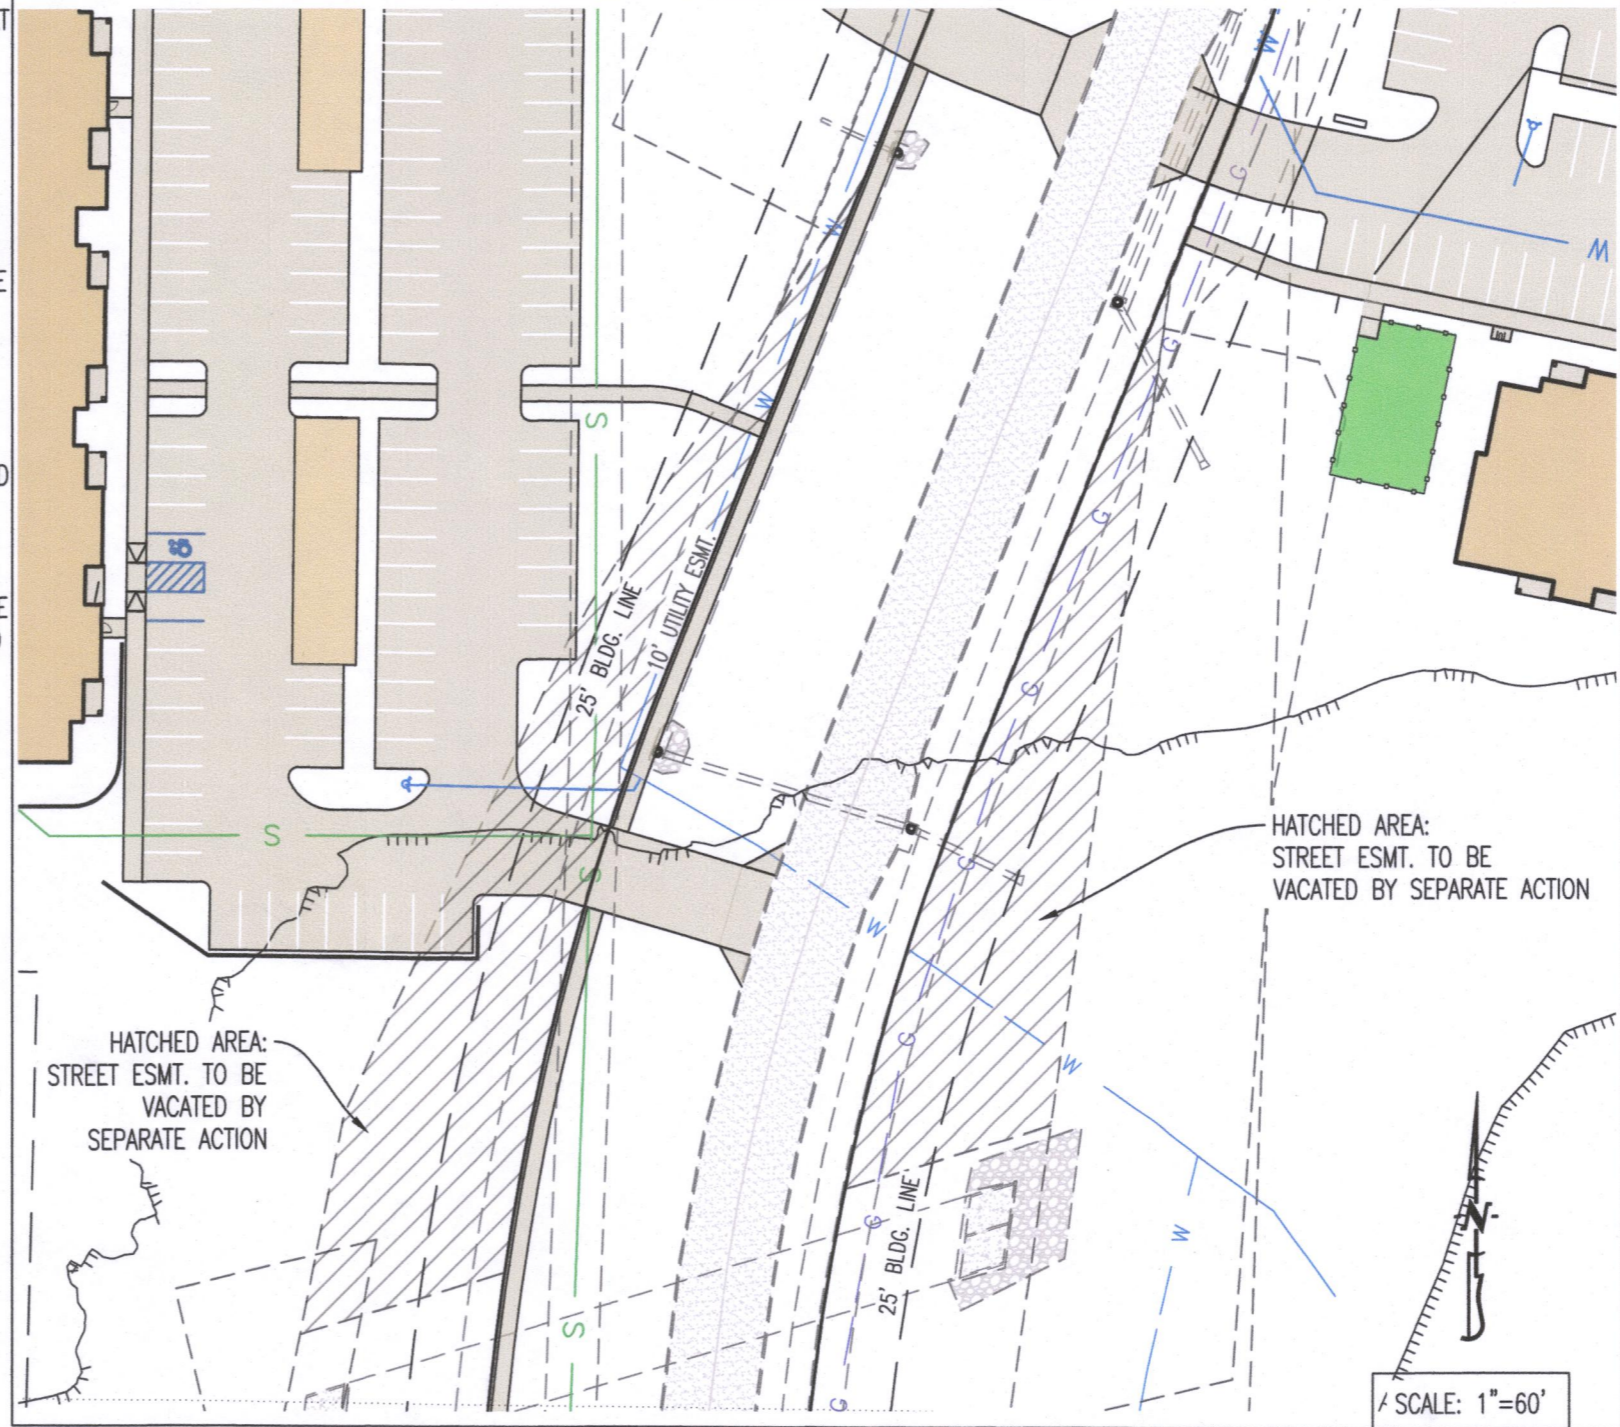 T
E
O
E
W
W
W
G
W
G
W
S
G
25' BLDG. LINE
10' UTILITY ESMT.
G
HATCHED AREA:
STREET ESMT. TO BE
VACATED BY SEPARATE ACTION
S
G
S
W
G
W
HATCHED AREA:
STREET ESMT. TO BE
VACATED BY
SEPARATE ACTION
25' BLDG. LINE
G
W
N
S
G
SCALE: 1"=60'